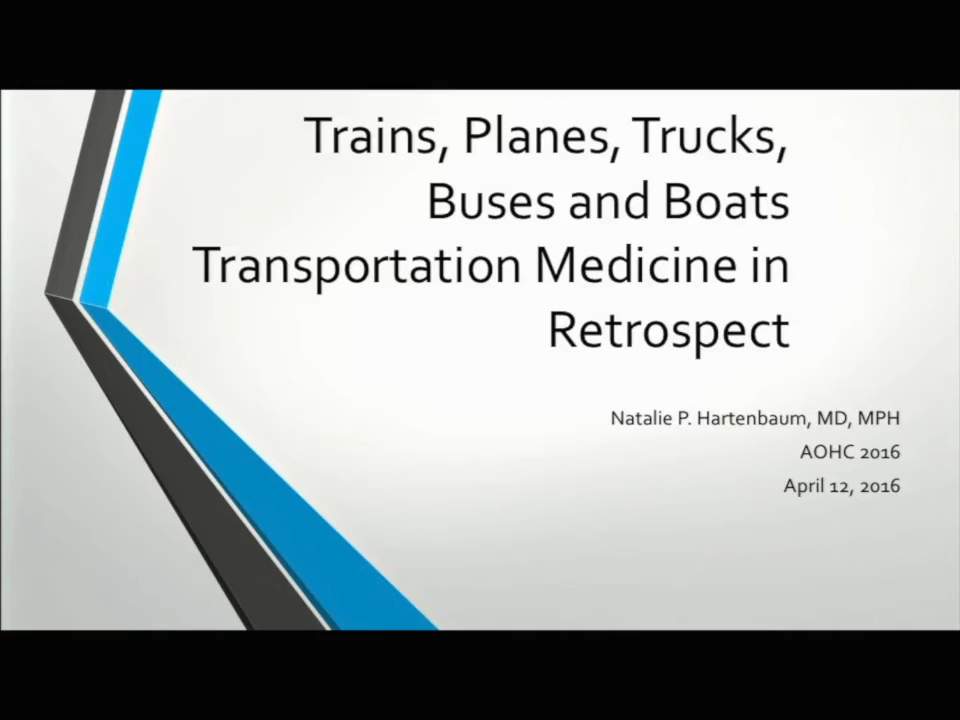 Trains, Planes, Trucks,
Buses and Boats
Transportation Medicine in
Retrospect
Natalie P. Hartenbaum, MD, MPH
AOHC 2016
April 12, 2016